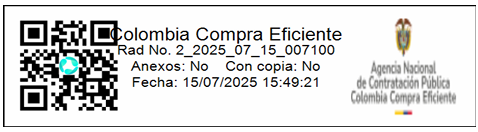 Colombia Compra Eficiente
Rad No. 2_2025_07_15_007100
Anexos: No Con copia: No
Fecha: 15/07/2025 15:49:21
Agencia Nacional
de Contratación Pública
Colombia Compra Eficiente